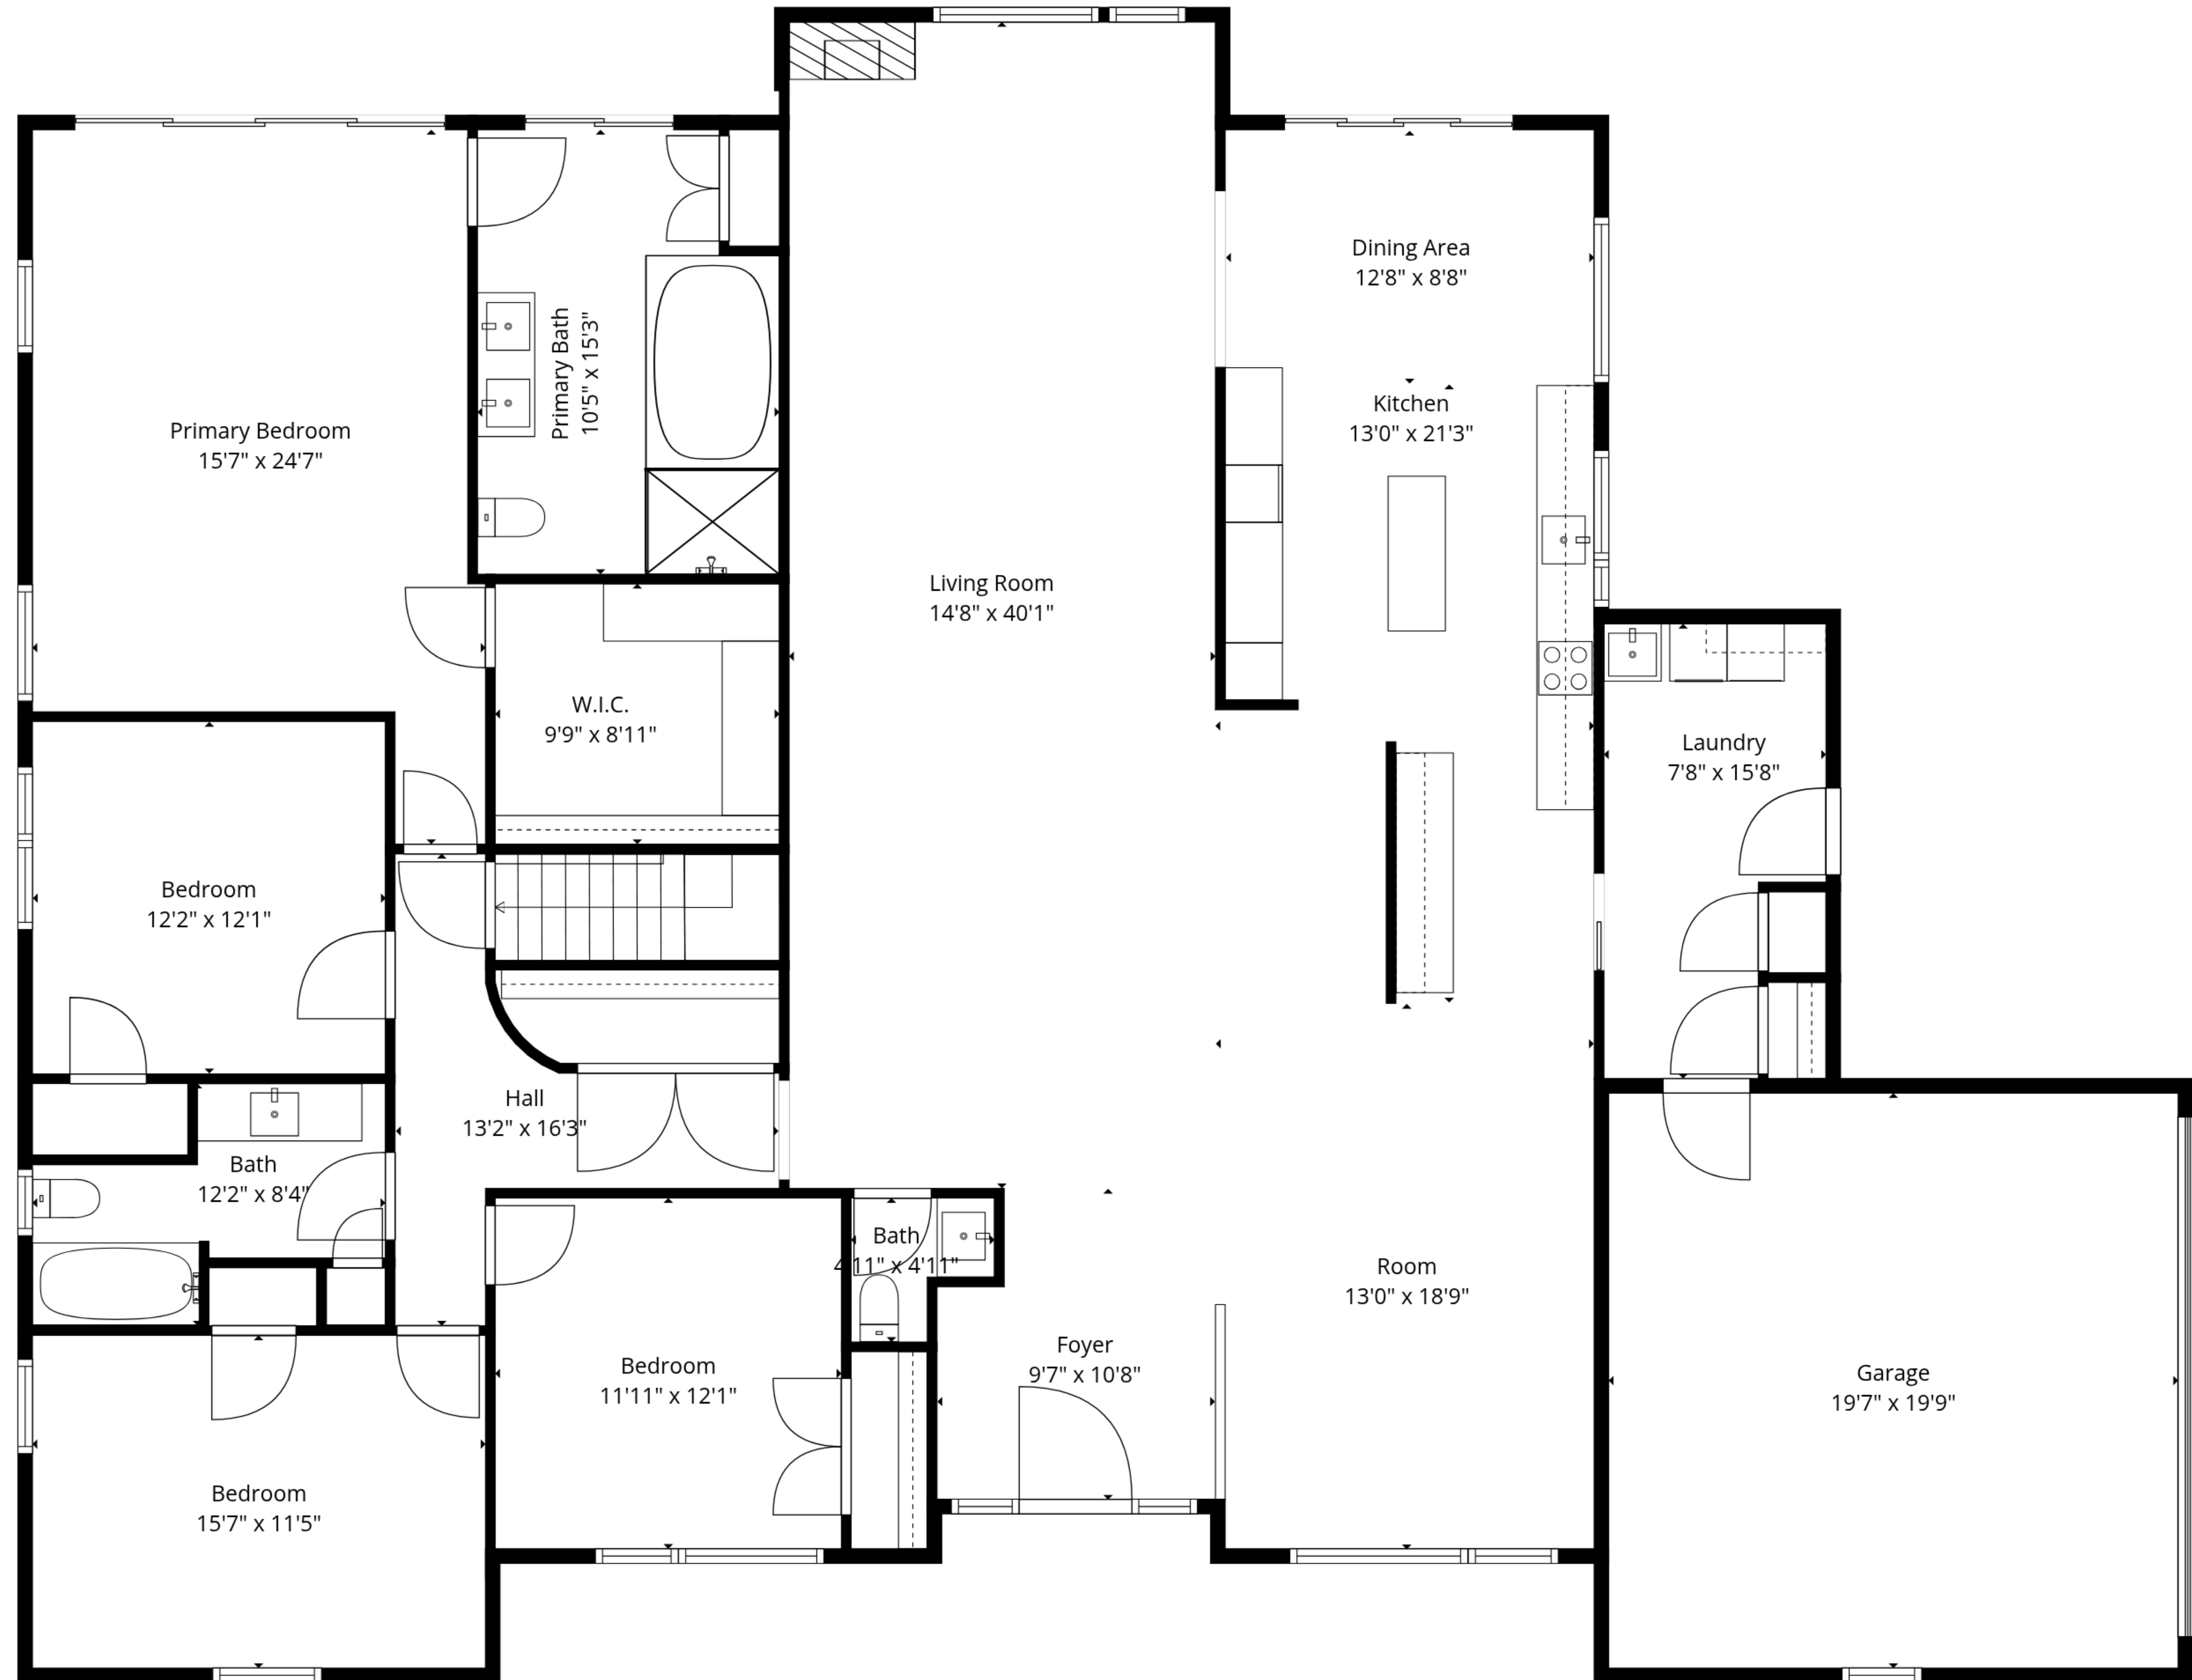 Dining Area
12'8" x 8'8"
Primary Bath
10'5" x 15'3"
Kitchen
13'0" x 21'3"
Primary Bedroom
15'7" x 24'7"
Living Room
14'8" x 40'1"
W.I.C.
9'9" x 8'11"
Laundry
7'8" x 15'8"
Bedroom
12'2" x 12'1"
Hall
13'2" x 16'3"
Bath
12'2" x 8'4"
Bath
4'11" x 4'11"
Room
13'0" x 18'9"
Foyer
9'7" x 10'8"
Bedroom
11'11" x 12'1"
Garage
19'7" x 19'9"
Bedroom
15'7" x 11'5"